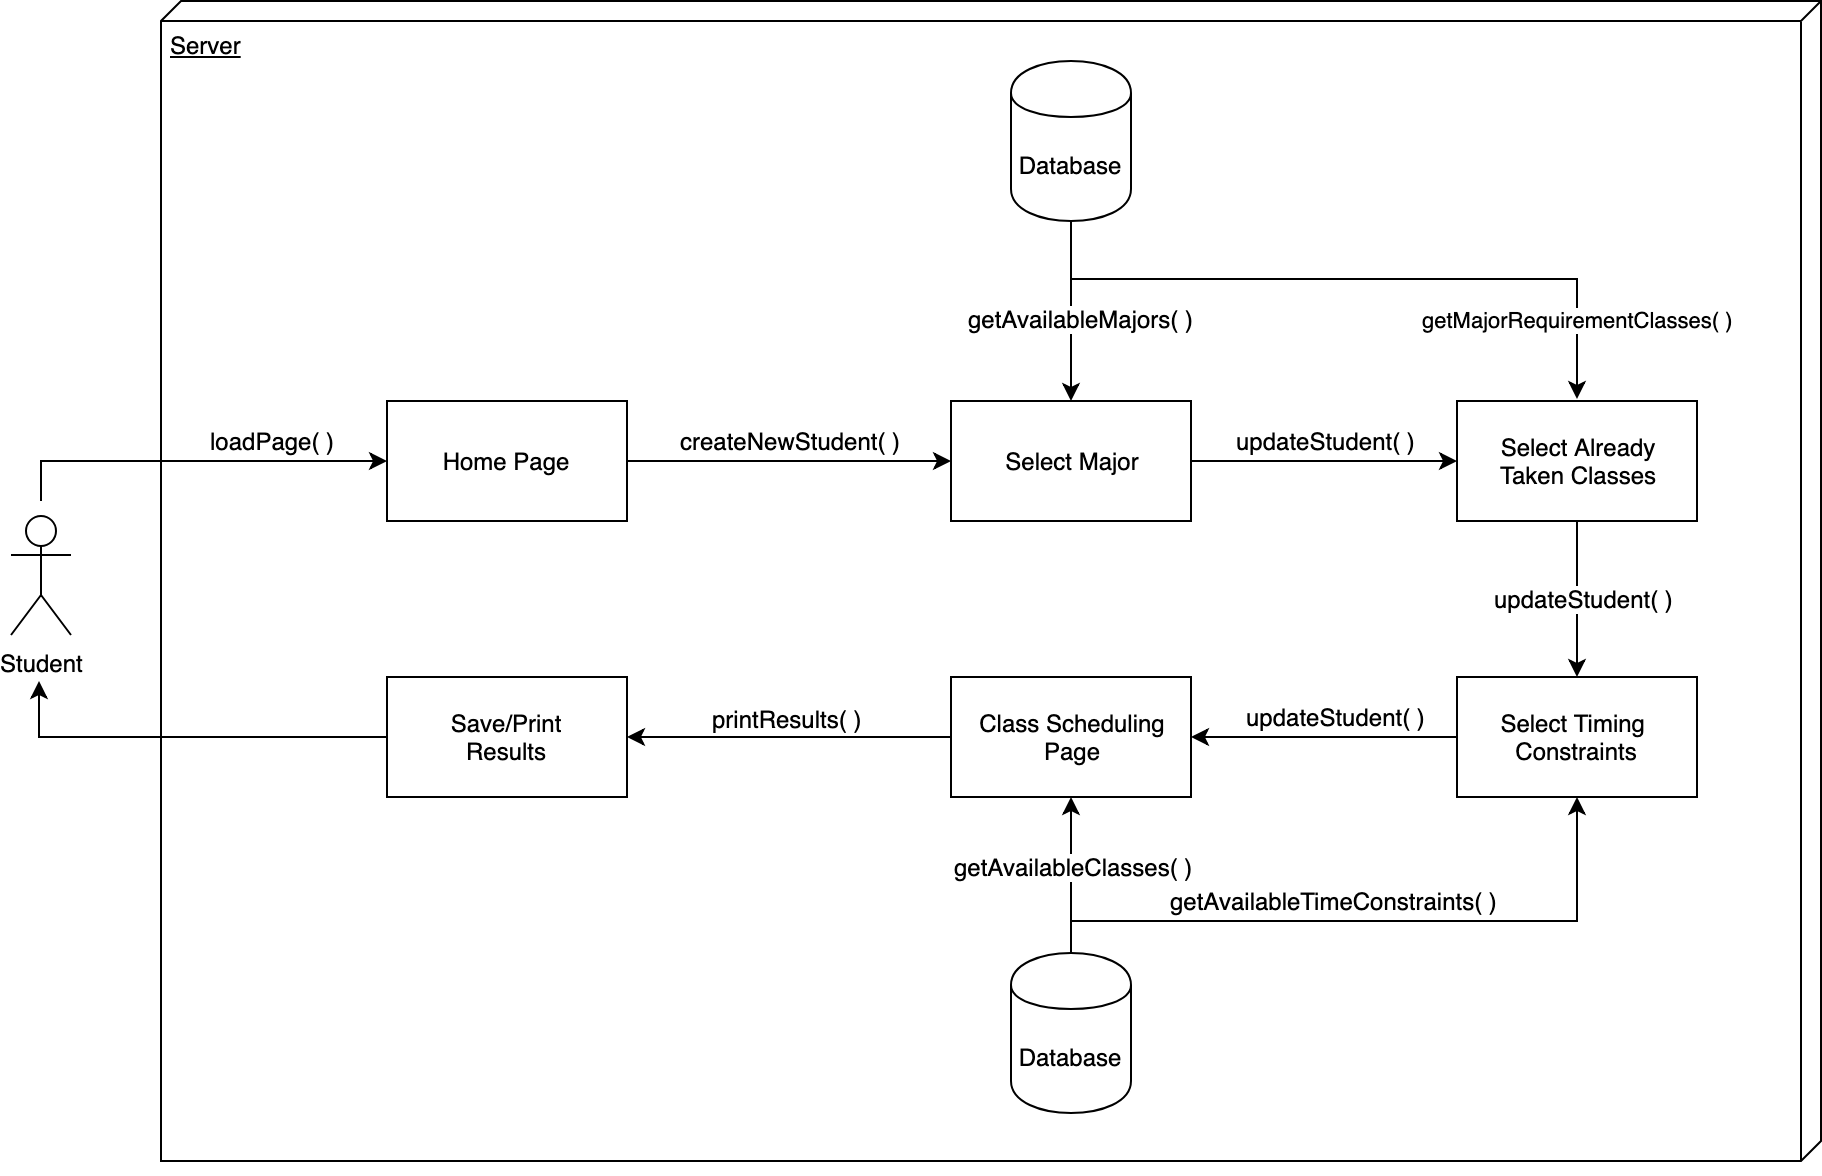 Server
Database
getAvailableMajors( )
getMajorRequirementClasses( )
loadPage( )
Home Page
createNewStudent( )
Select Major
updateStudent( )
Select Already
Taken Classes
updateStudent( )
Student
Save/Print
Results
printResults( )
Class Scheduling
Page
updateStudent( )
Select Timing
Constraints
getAvailableClasses( )
getAvailableTimeConstraints( )
Database